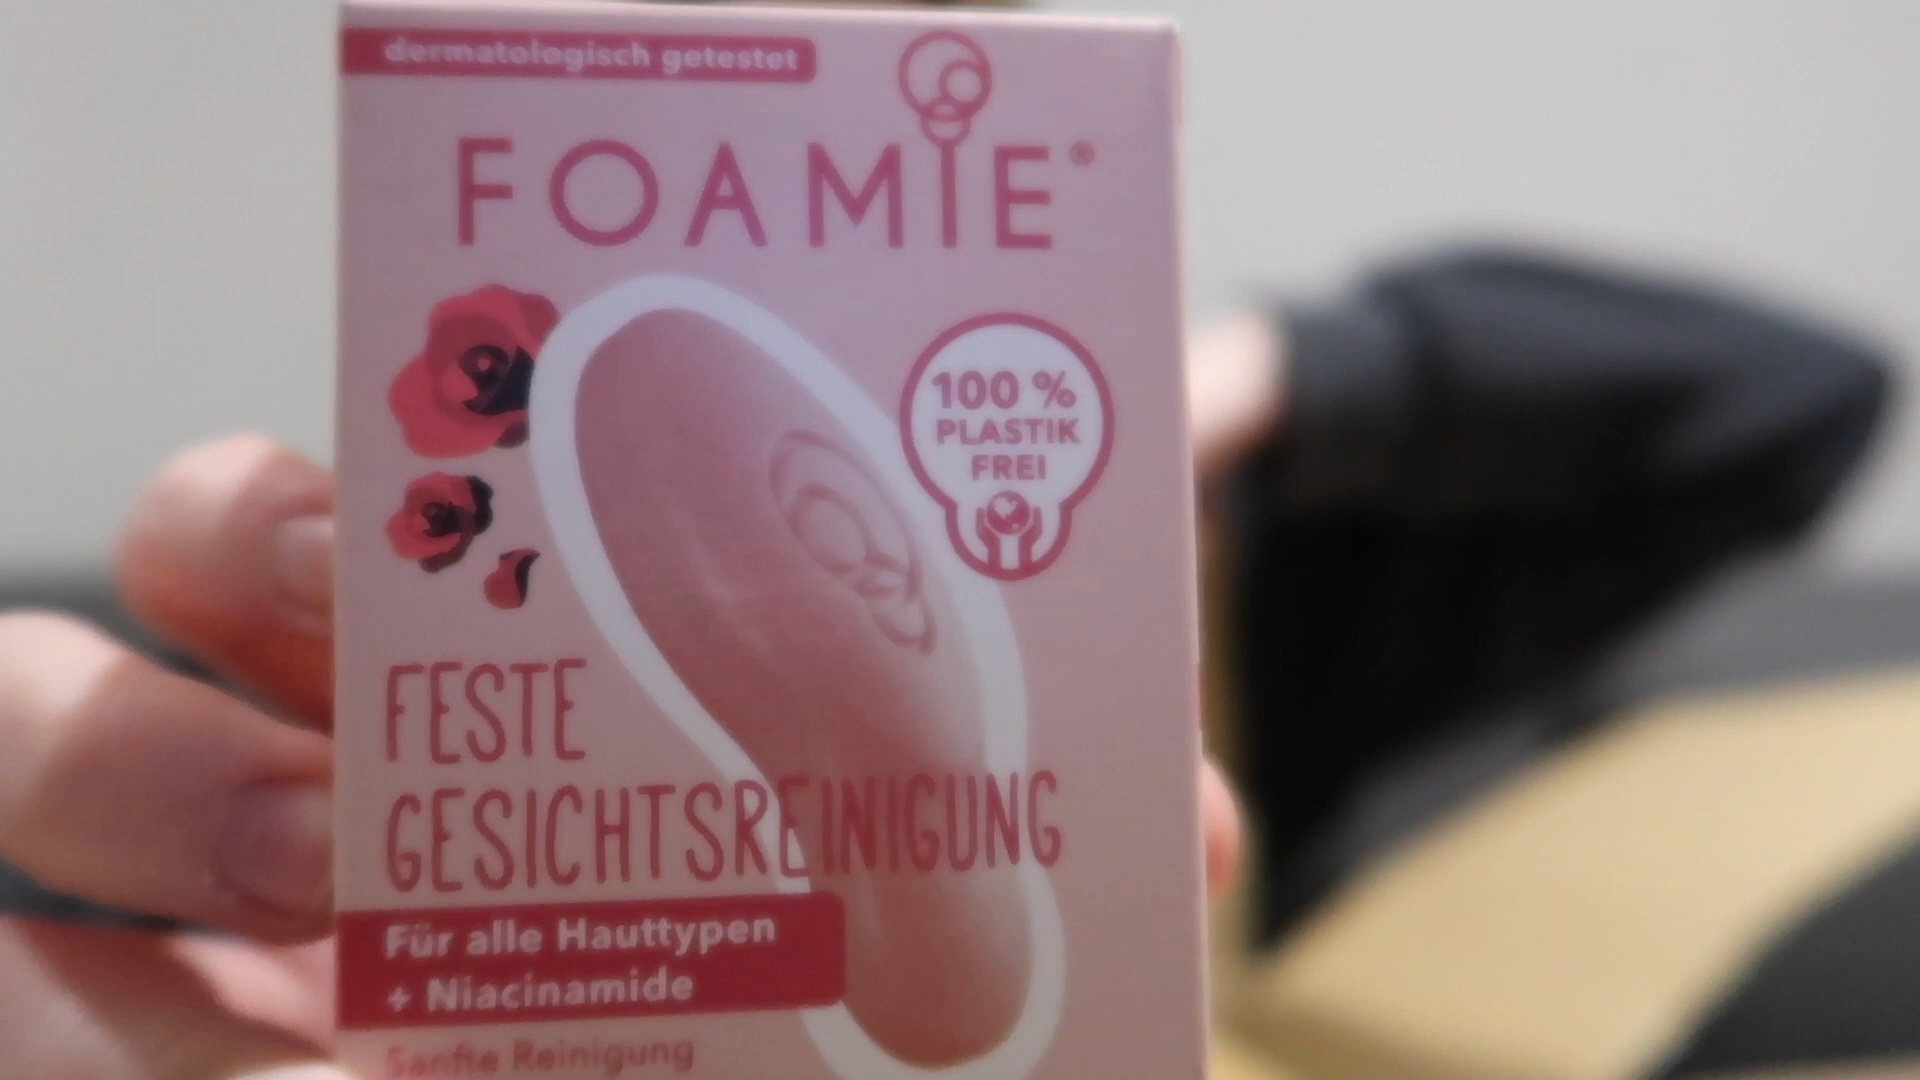 dermatologisch getestet
FOAMIE®
100 %
PLASTIK
FREI
FESTE
GESICHTSREINIGUNG
Für alle Hauttypen
+ Niacinamide
Sanfte Reinigung